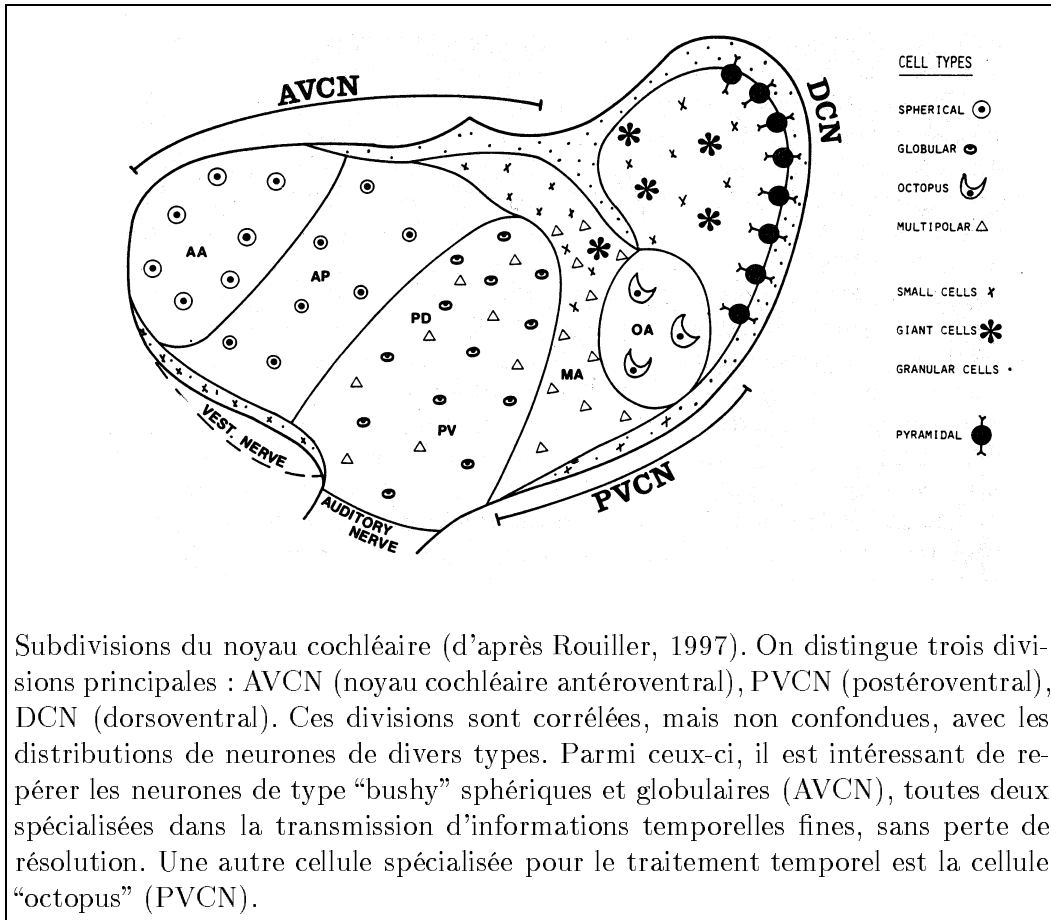 AVCN
DCN
AA
AP
PD
PV
MA
OA
VEST. NERVE
AUDITORY
NERVE
PVCN
CELL TYPES
SPHERICAL
GLOBULAR
OCTOPUS
MULTIPOLAR
SMALL CELLS
GIANT CELLS
GRANULAR CELLS
PYRAMIDAL
Subdivisions du noyau cochléaire (d'après Rouiller, 1997). On distingue trois divi-
sions principales : AVCN (noyau cochléaire antéroventral), PVCN (postéroventral),
DCN (dorsoventral). Ces divisions sont corrélées, mais non confondues, avec les
distributions de neurones de divers types. Parmi ceux-ci, il est intéressant de re-
pérer les neurones de type “bushy” sphériques et globulaires (AVCN), toutes deux
spécialisées dans la transmission d'informations temporelles fines, sans perte de
résolution. Une autre cellule spécialisée pour le traitement temporel est la cellule
“octopus” (PVCN).